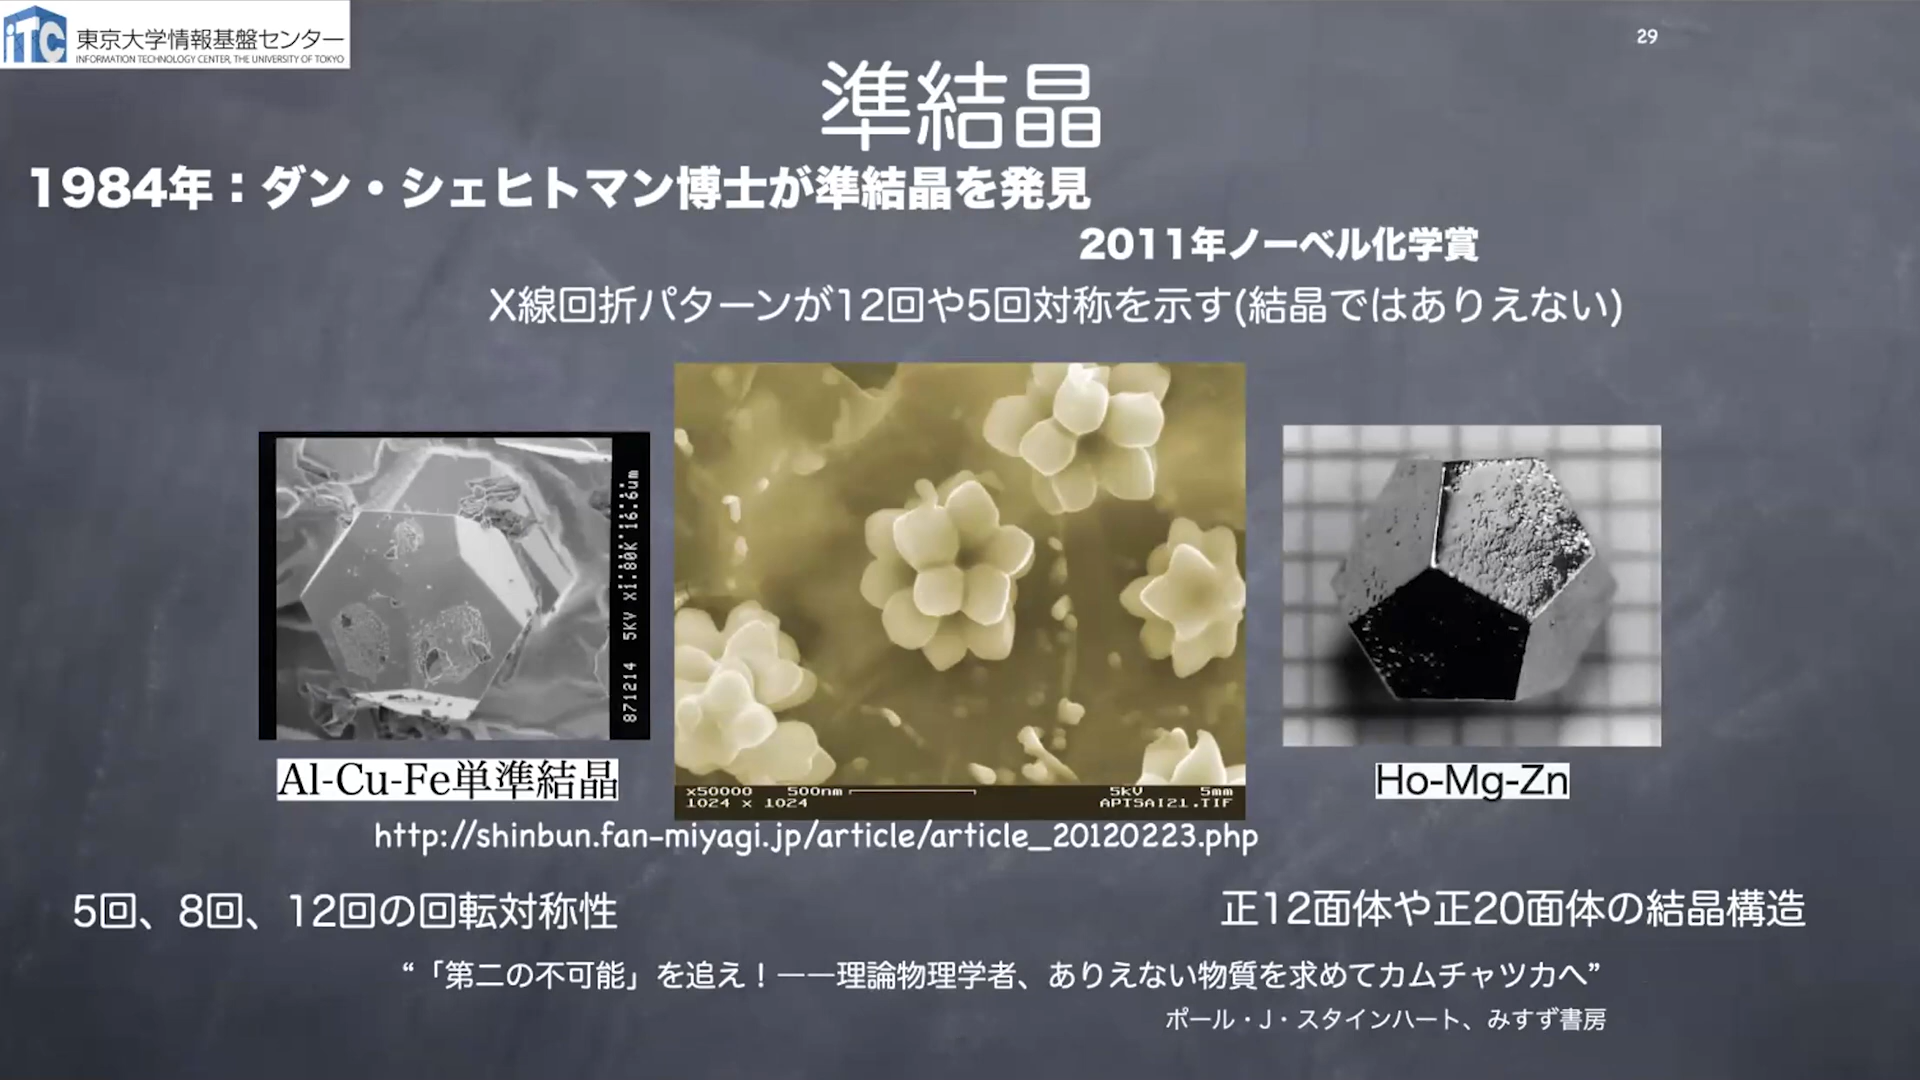 東京大学情報基盤センター
INFORMATION TECHNOLOGY CENTER, THE UNIVERSITY OF TOKYO
29
準結晶
1984年：ダン・シェヒトマン博士が準結晶を発見
2011年ノーベル化学賞
X線回折パターンが12回や5回対称を示す(結晶ではありえない)
871214 5KV X1.80K 16.6um
x50000 500nm 5kV 5mm
1024 x 1024 APTSAI21.TIF
Al-Cu-Fe単準結晶
Ho-Mg-Zn
http://shinbun.fan-miyagi.jp/article/article_20120223.php
5回、8回、12回の回転対称性
正12面体や正20面体の結晶構造
“「第二の不可能」を追え！――理論物理学者、ありえない物質を求めてカムチャツカへ”
ポール・J・スタインハート、みすず書房